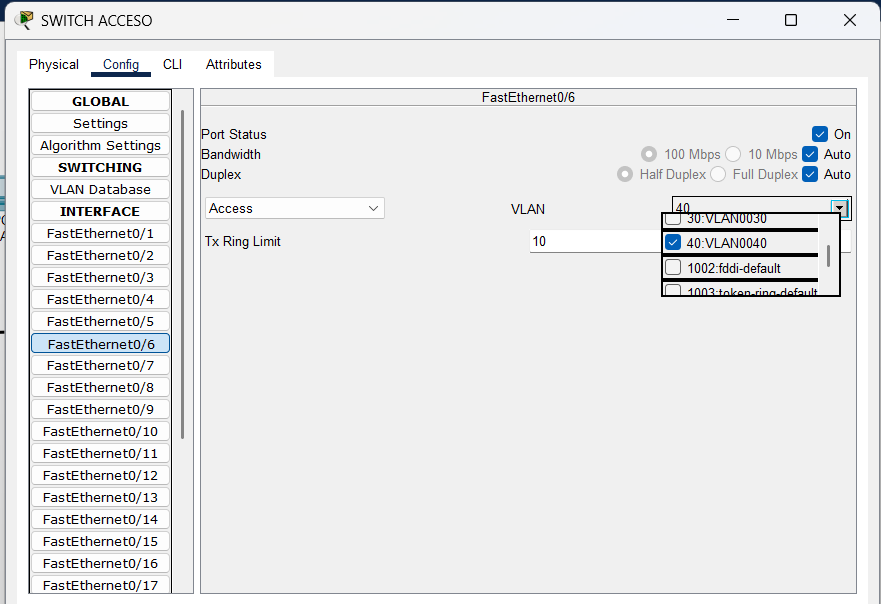 SWITCH ACCESO
Physical Config CLI Attributes
GLOBAL
Settings
Algorithm Settings
SWITCHING
VLAN Database
INTERFACE
FastEthernet0/1
FastEthernet0/2
FastEthernet0/3
FastEthernet0/4
FastEthernet0/5
FastEthernet0/6
FastEthernet0/7
FastEthernet0/8
FastEthernet0/9
FastEthernet0/10
FastEthernet0/11
FastEthernet0/12
FastEthernet0/13
FastEthernet0/14
FastEthernet0/15
FastEthernet0/16
FastEthernet0/17
FastEthernet0/6
Port Status On
Bandwidth 100 Mbps 10 Mbps Auto
Duplex Half Duplex Full Duplex Auto
Access VLAN 40
30:VLAN0030
40:VLAN0040
1002:fddi-default
1003:token-ring-default
Tx Ring Limit 10